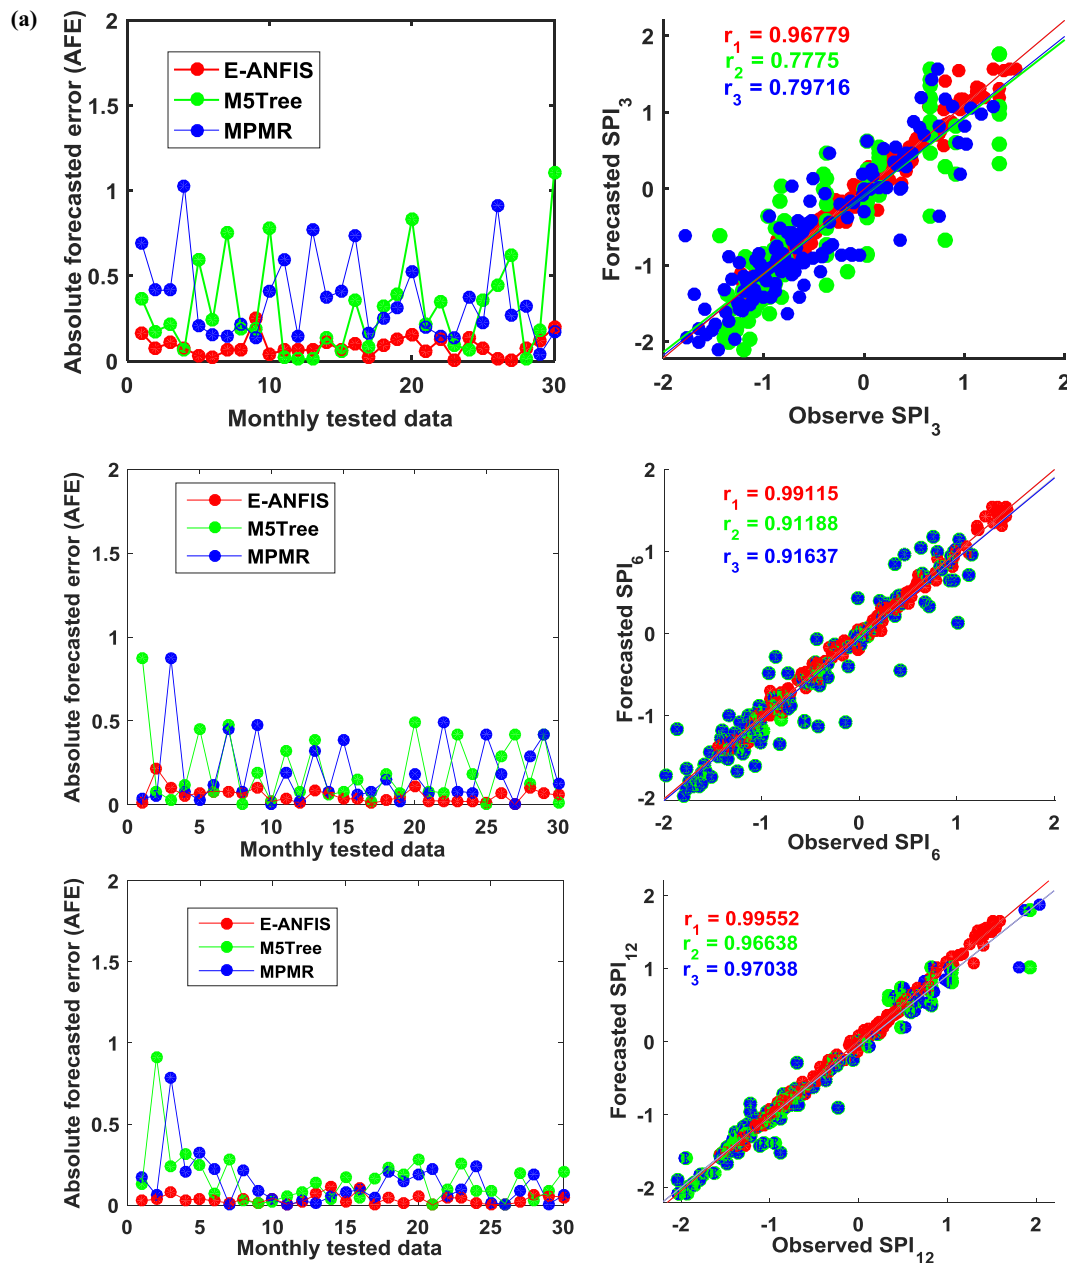 (a)
Absolute forecasted error (AFE)
2
1.5
1
0.5
0
E-ANFIS
M5Tree
MPMR
0 10 20 30
Monthly tested data
Forecasted SPI3
2
1
0
-1
-2
r1 = 0.96779
r2 = 0.7775
r3 = 0.79716
-2 -1 0 1 2
Observe SPI3
Absolute forecasted error (AFE)
2
1.5
1
0.5
0
E-ANFIS
M5Tree
MPMR
0 5 10 15 20 25 30
Monthly tested data
Forecasted SPI6
2
1
0
-1
-2
r1 = 0.99115
r2 = 0.91188
r3 = 0.91637
-2 -1 0 1 2
Observed SPI6
Absolute forecasted error (AFE)
2
1.5
1
0.5
0
E-ANFIS
M5Tree
MPMR
0 5 10 15 20 25 30
Monthly tested data
Forecasted SPI12
2
1
0
-1
-2
r1 = 0.99552
r2 = 0.96638
r3 = 0.97038
-2 -1 0 1 2
Observed SPI12